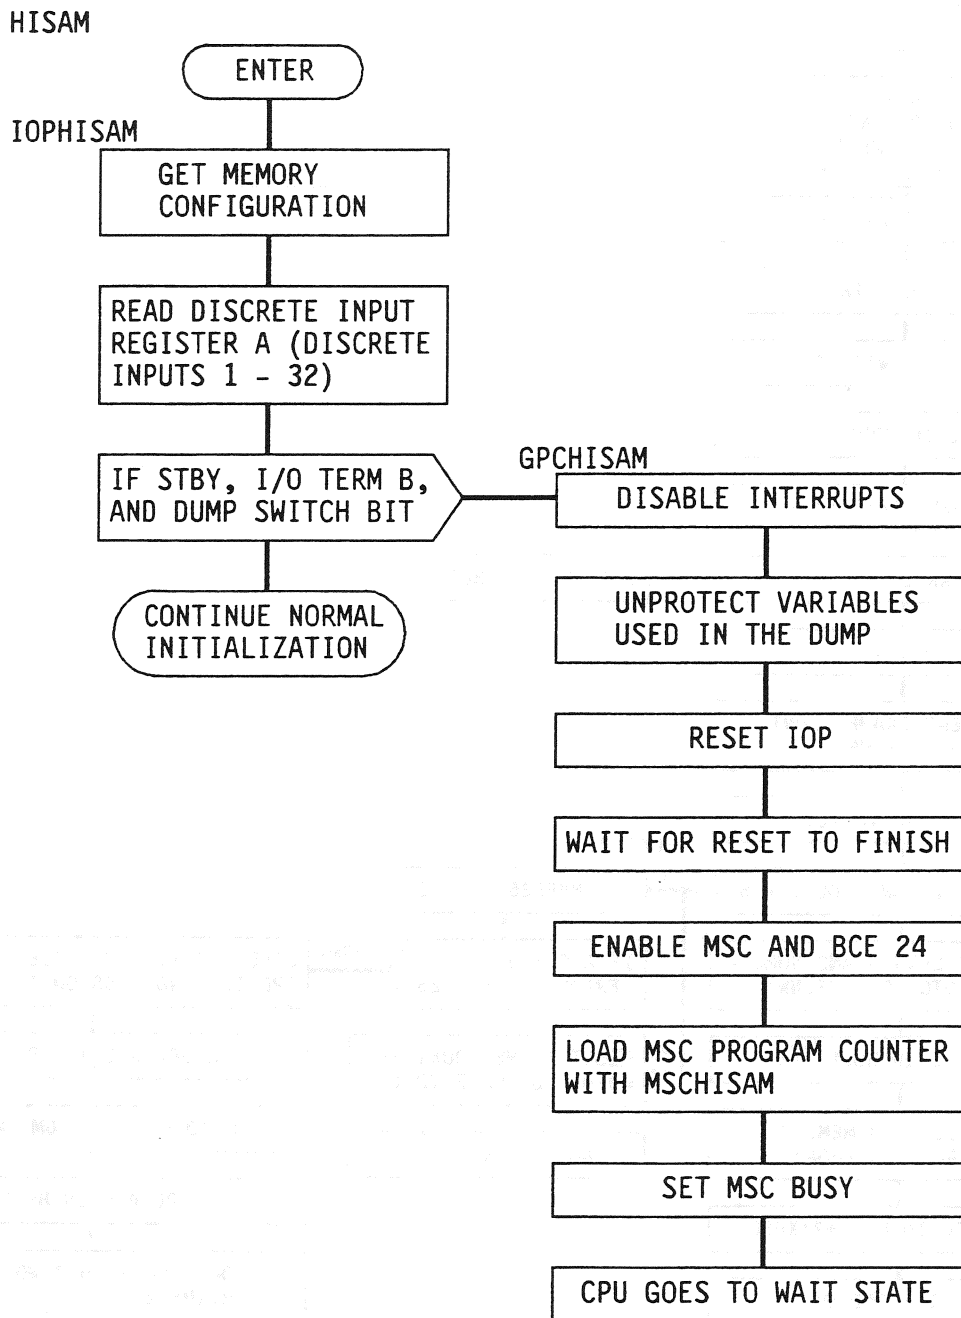 HISAM
ENTER
IOPHISAM
GET MEMORY
CONFIGURATION
READ DISCRETE INPUT
REGISTER A (DISCRETE
INPUTS 1 - 32)
IF STBY, I/O TERM B,
AND DUMP SWITCH BIT
CONTINUE NORMAL
INITIALIZATION
GPCHISAM
DISABLE INTERRUPTS
UNPROTECT VARIABLES
USED IN THE DUMP
RESET IOP
WAIT FOR RESET TO FINISH
ENABLE MSC AND BCE 24
LOAD MSC PROGRAM COUNTER
WITH MSCHISAM
SET MSC BUSY
CPU GOES TO WAIT STATE